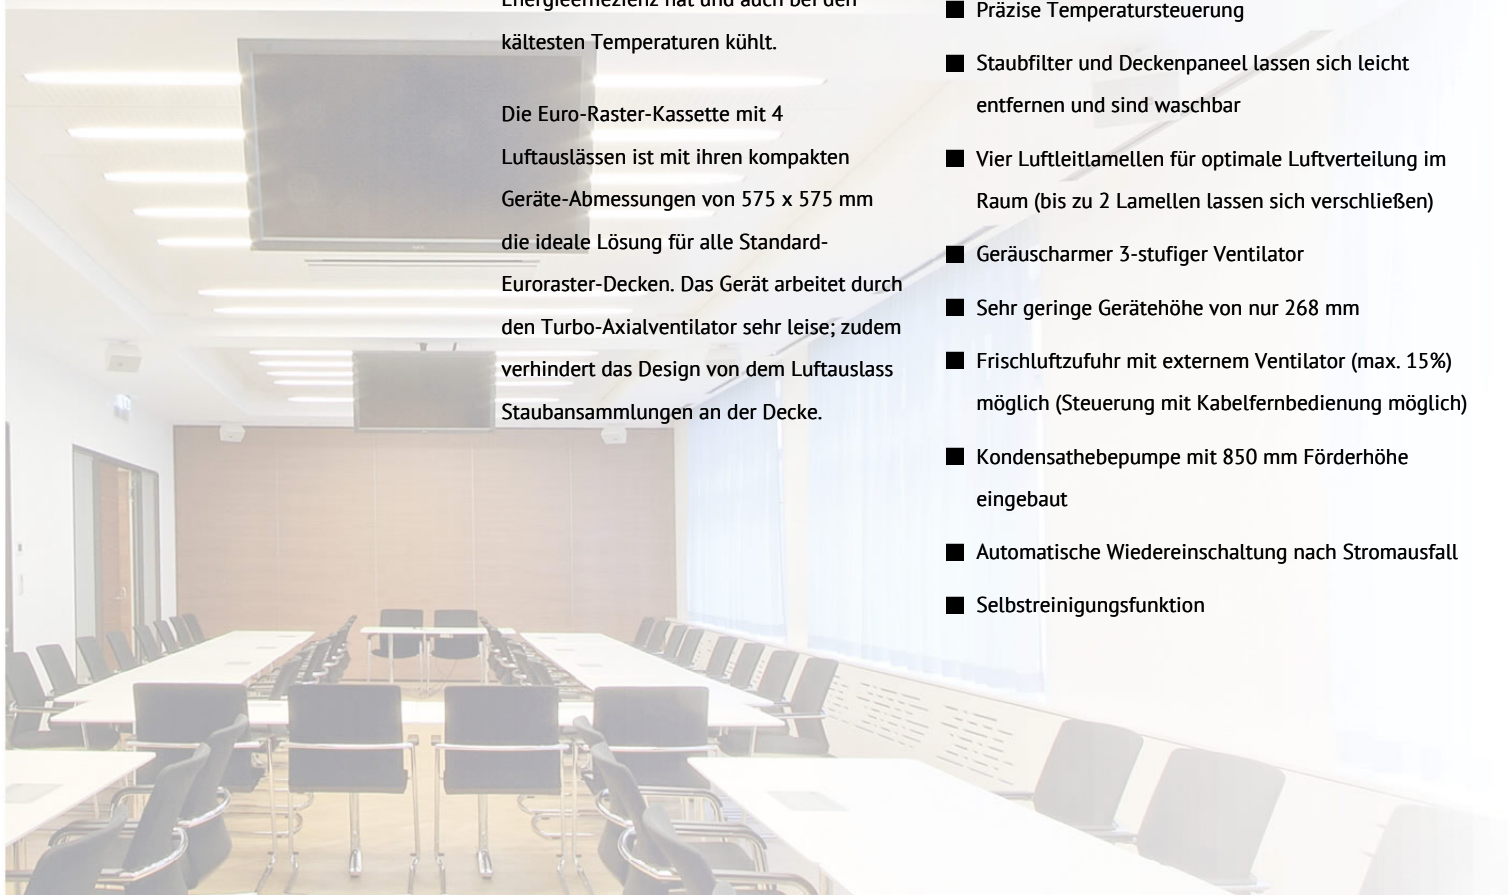 kältesten Temperaturen kühlt.
Die Euro-Raster-Kassette mit 4
Luftauslässen ist mit ihren kompakten
Geräte-Abmessungen von 575 x 575 mm
die ideale Lösung für alle Standard-
Euroraster-Decken. Das Gerät arbeitet durch
den Turbo-Axialventilator sehr leise; zudem
verhindert das Design von dem Luftauslass
Staubansammlungen an der Decke.
■ Präzise Temperatursteuerung
■ Staubfilter und Deckenpaneel lassen sich leicht
entfernen und sind waschbar
■ Vier Luftleitlamellen für optimale Luftverteilung im
Raum (bis zu 2 Lamellen lassen sich verschließen)
■ Geräuscharmer 3-stufiger Ventilator
■ Sehr geringe Gerätehöhe von nur 268 mm
■ Frischluftzufuhr mit externem Ventilator (max. 15%)
möglich (Steuerung mit Kabelfernbedienung möglich)
■ Kondensathebepumpe mit 850 mm Förderhöhe
eingebaut
■ Automatische Wiedereinschaltung nach Stromausfall
■ Selbstreinigungsfunktion